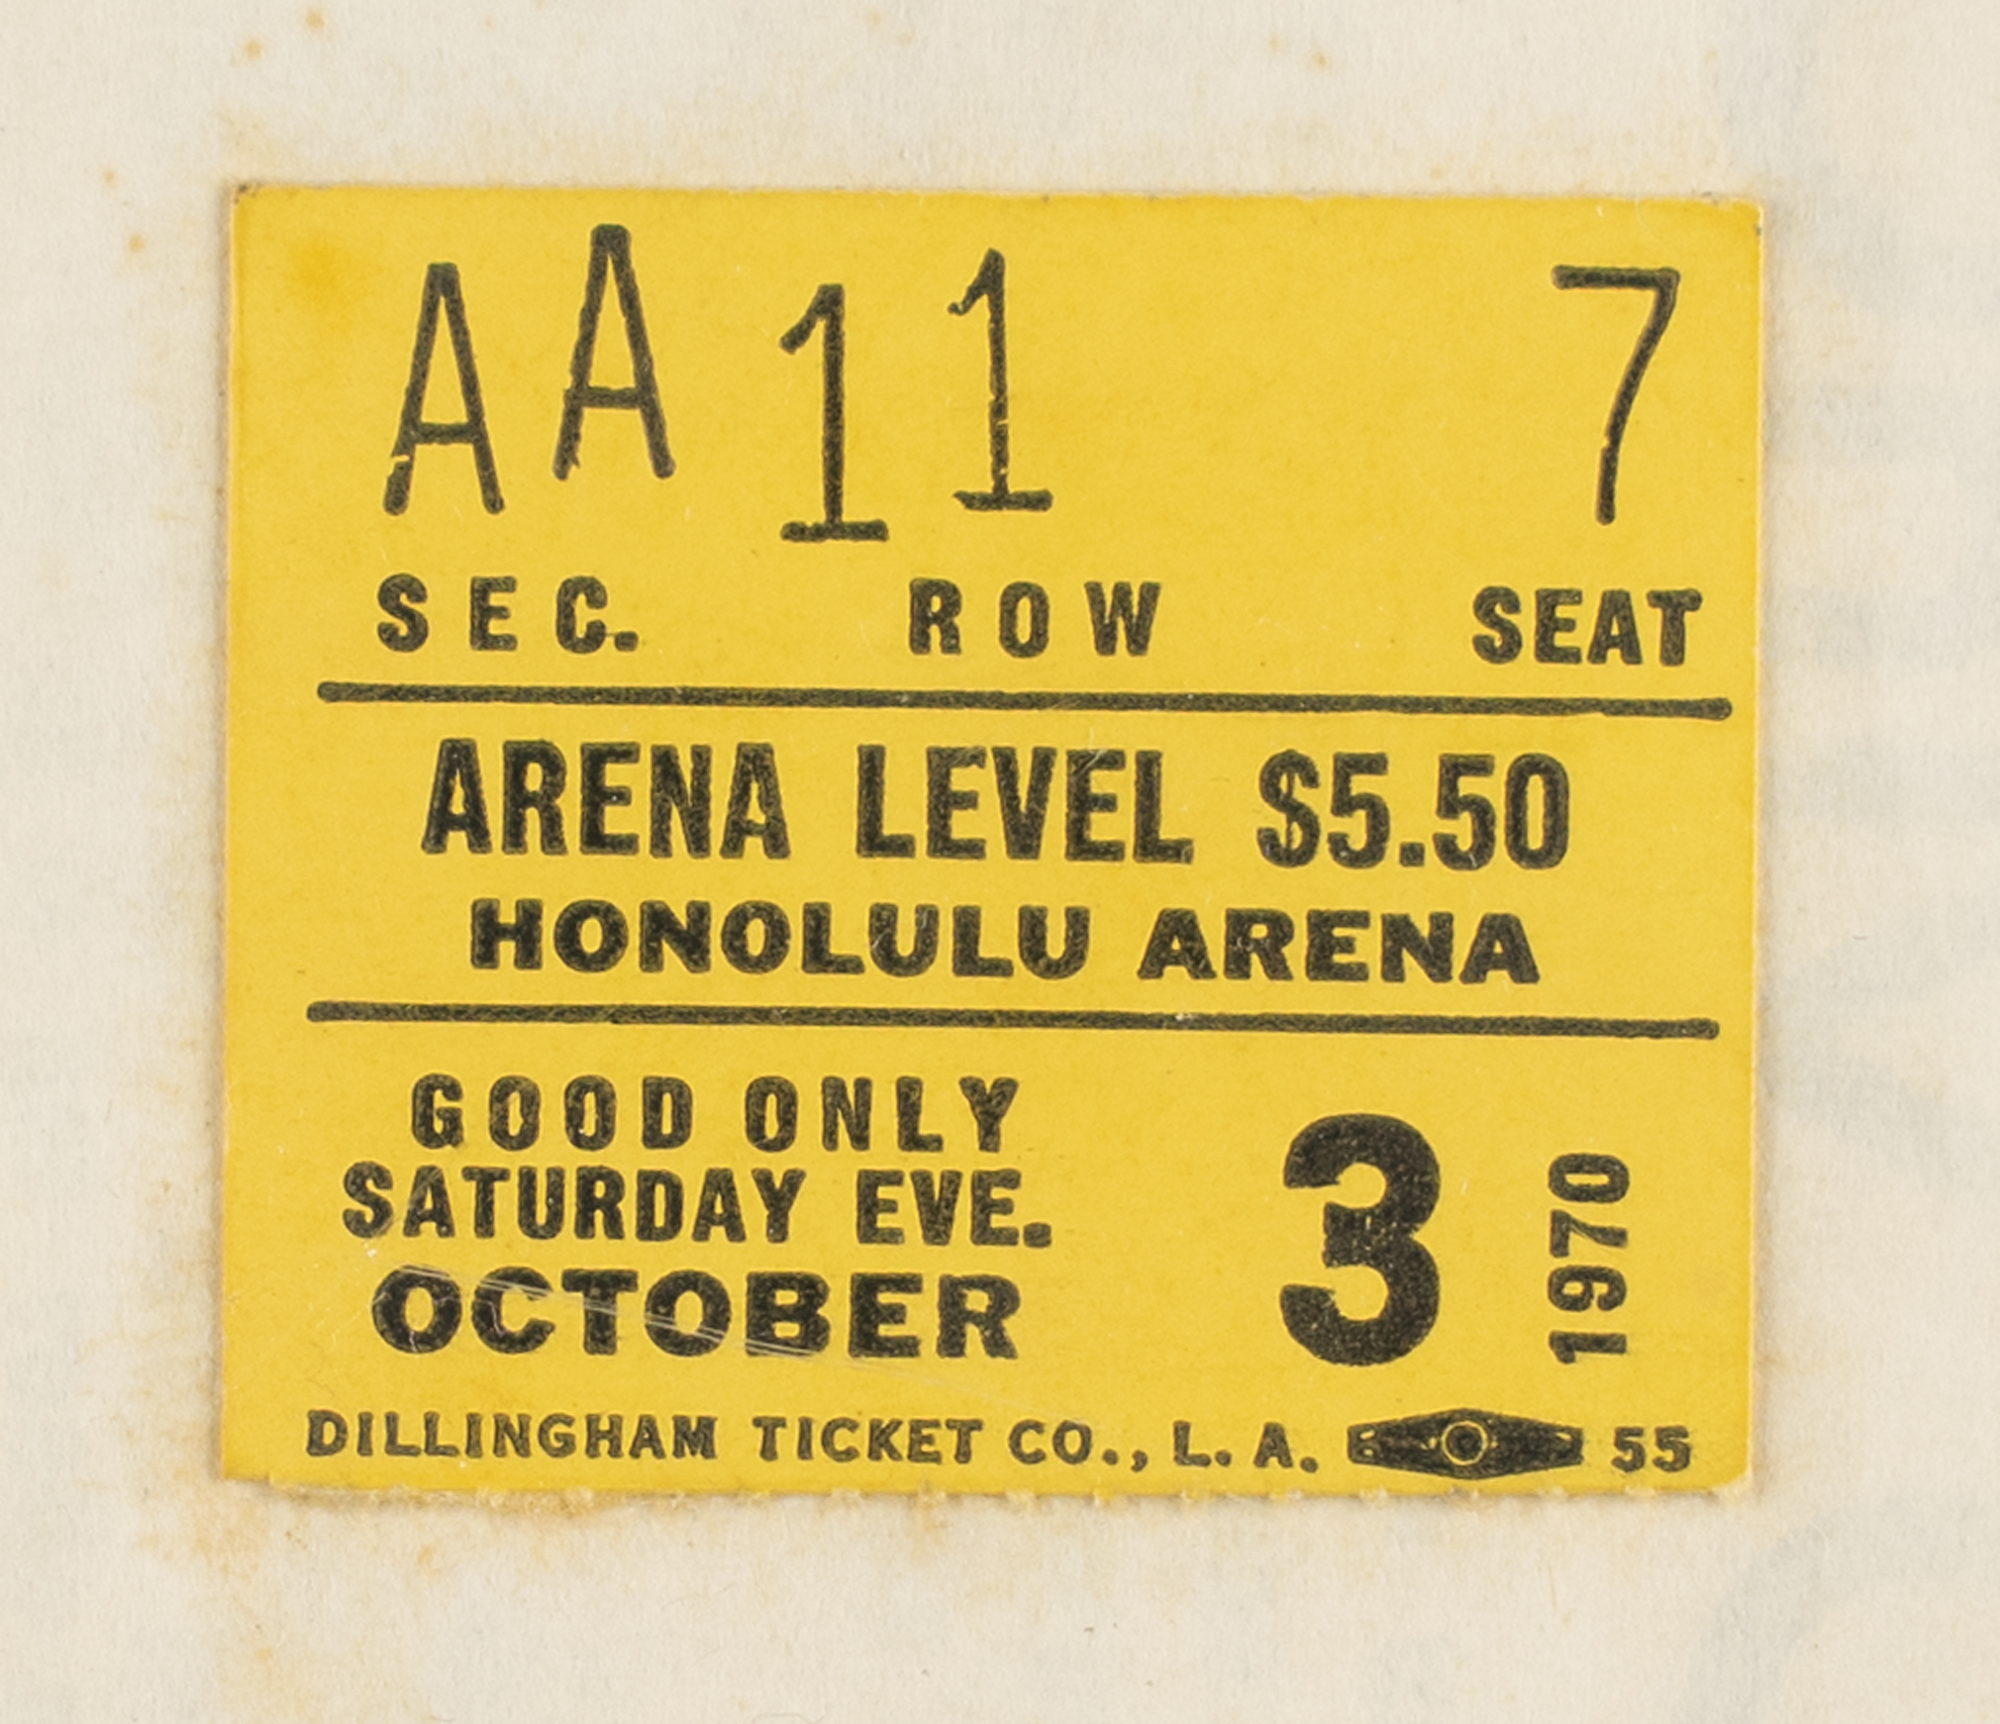 AA 11 7
SEC. ROW SEAT
ARENA LEVEL $5.50
HONOLULU ARENA
GOOD ONLY
SATURDAY EVE.
OCTOBER 3 1970
DILLINGHAM TICKET CO., L. A. 55